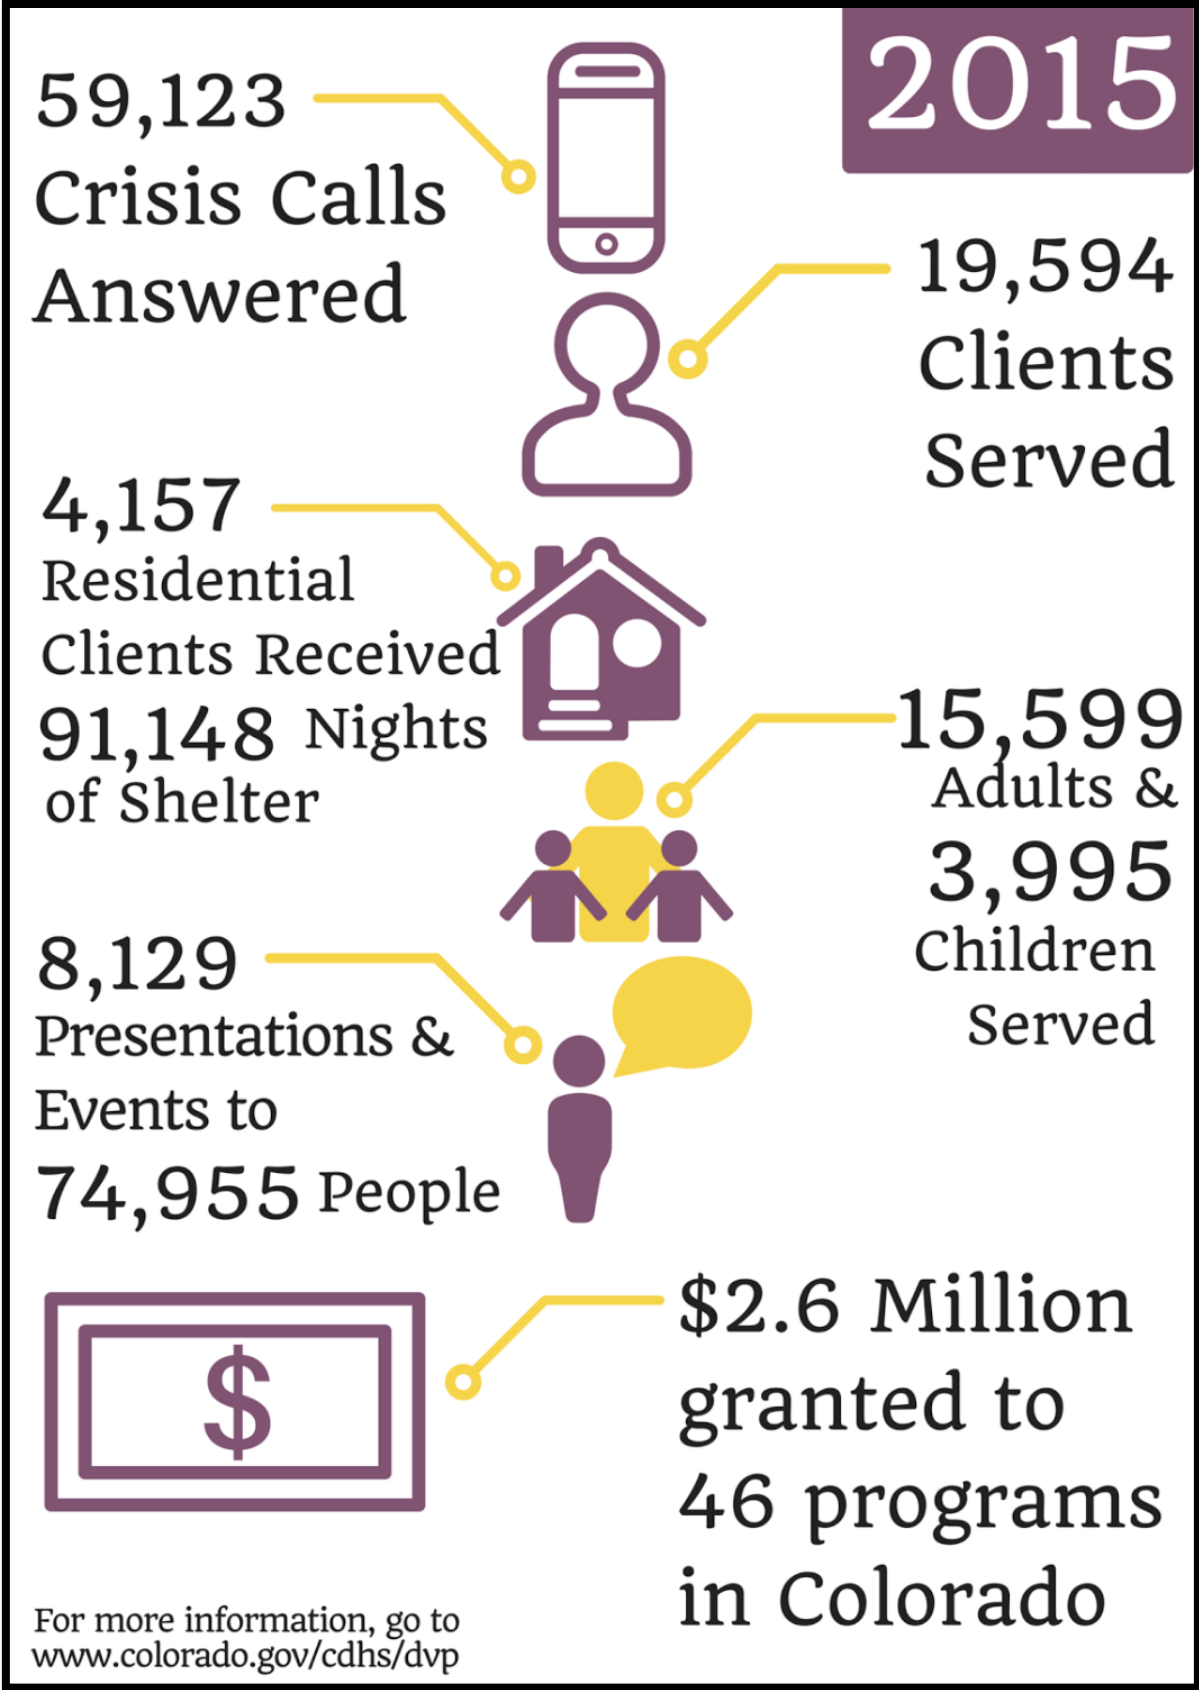 2015
59,123
Crisis Calls
Answered
19,594
Clients
Served
4,157
Residential
Clients Received
91,148 Nights
of Shelter
15,599
Adults &
3,995
Children
Served
8,129
Presentations &
Events to
74,955 People
$
$2.6 Million
granted to
46 programs
in Colorado
For more information, go to
www.colorado.gov/cdhs/dvp